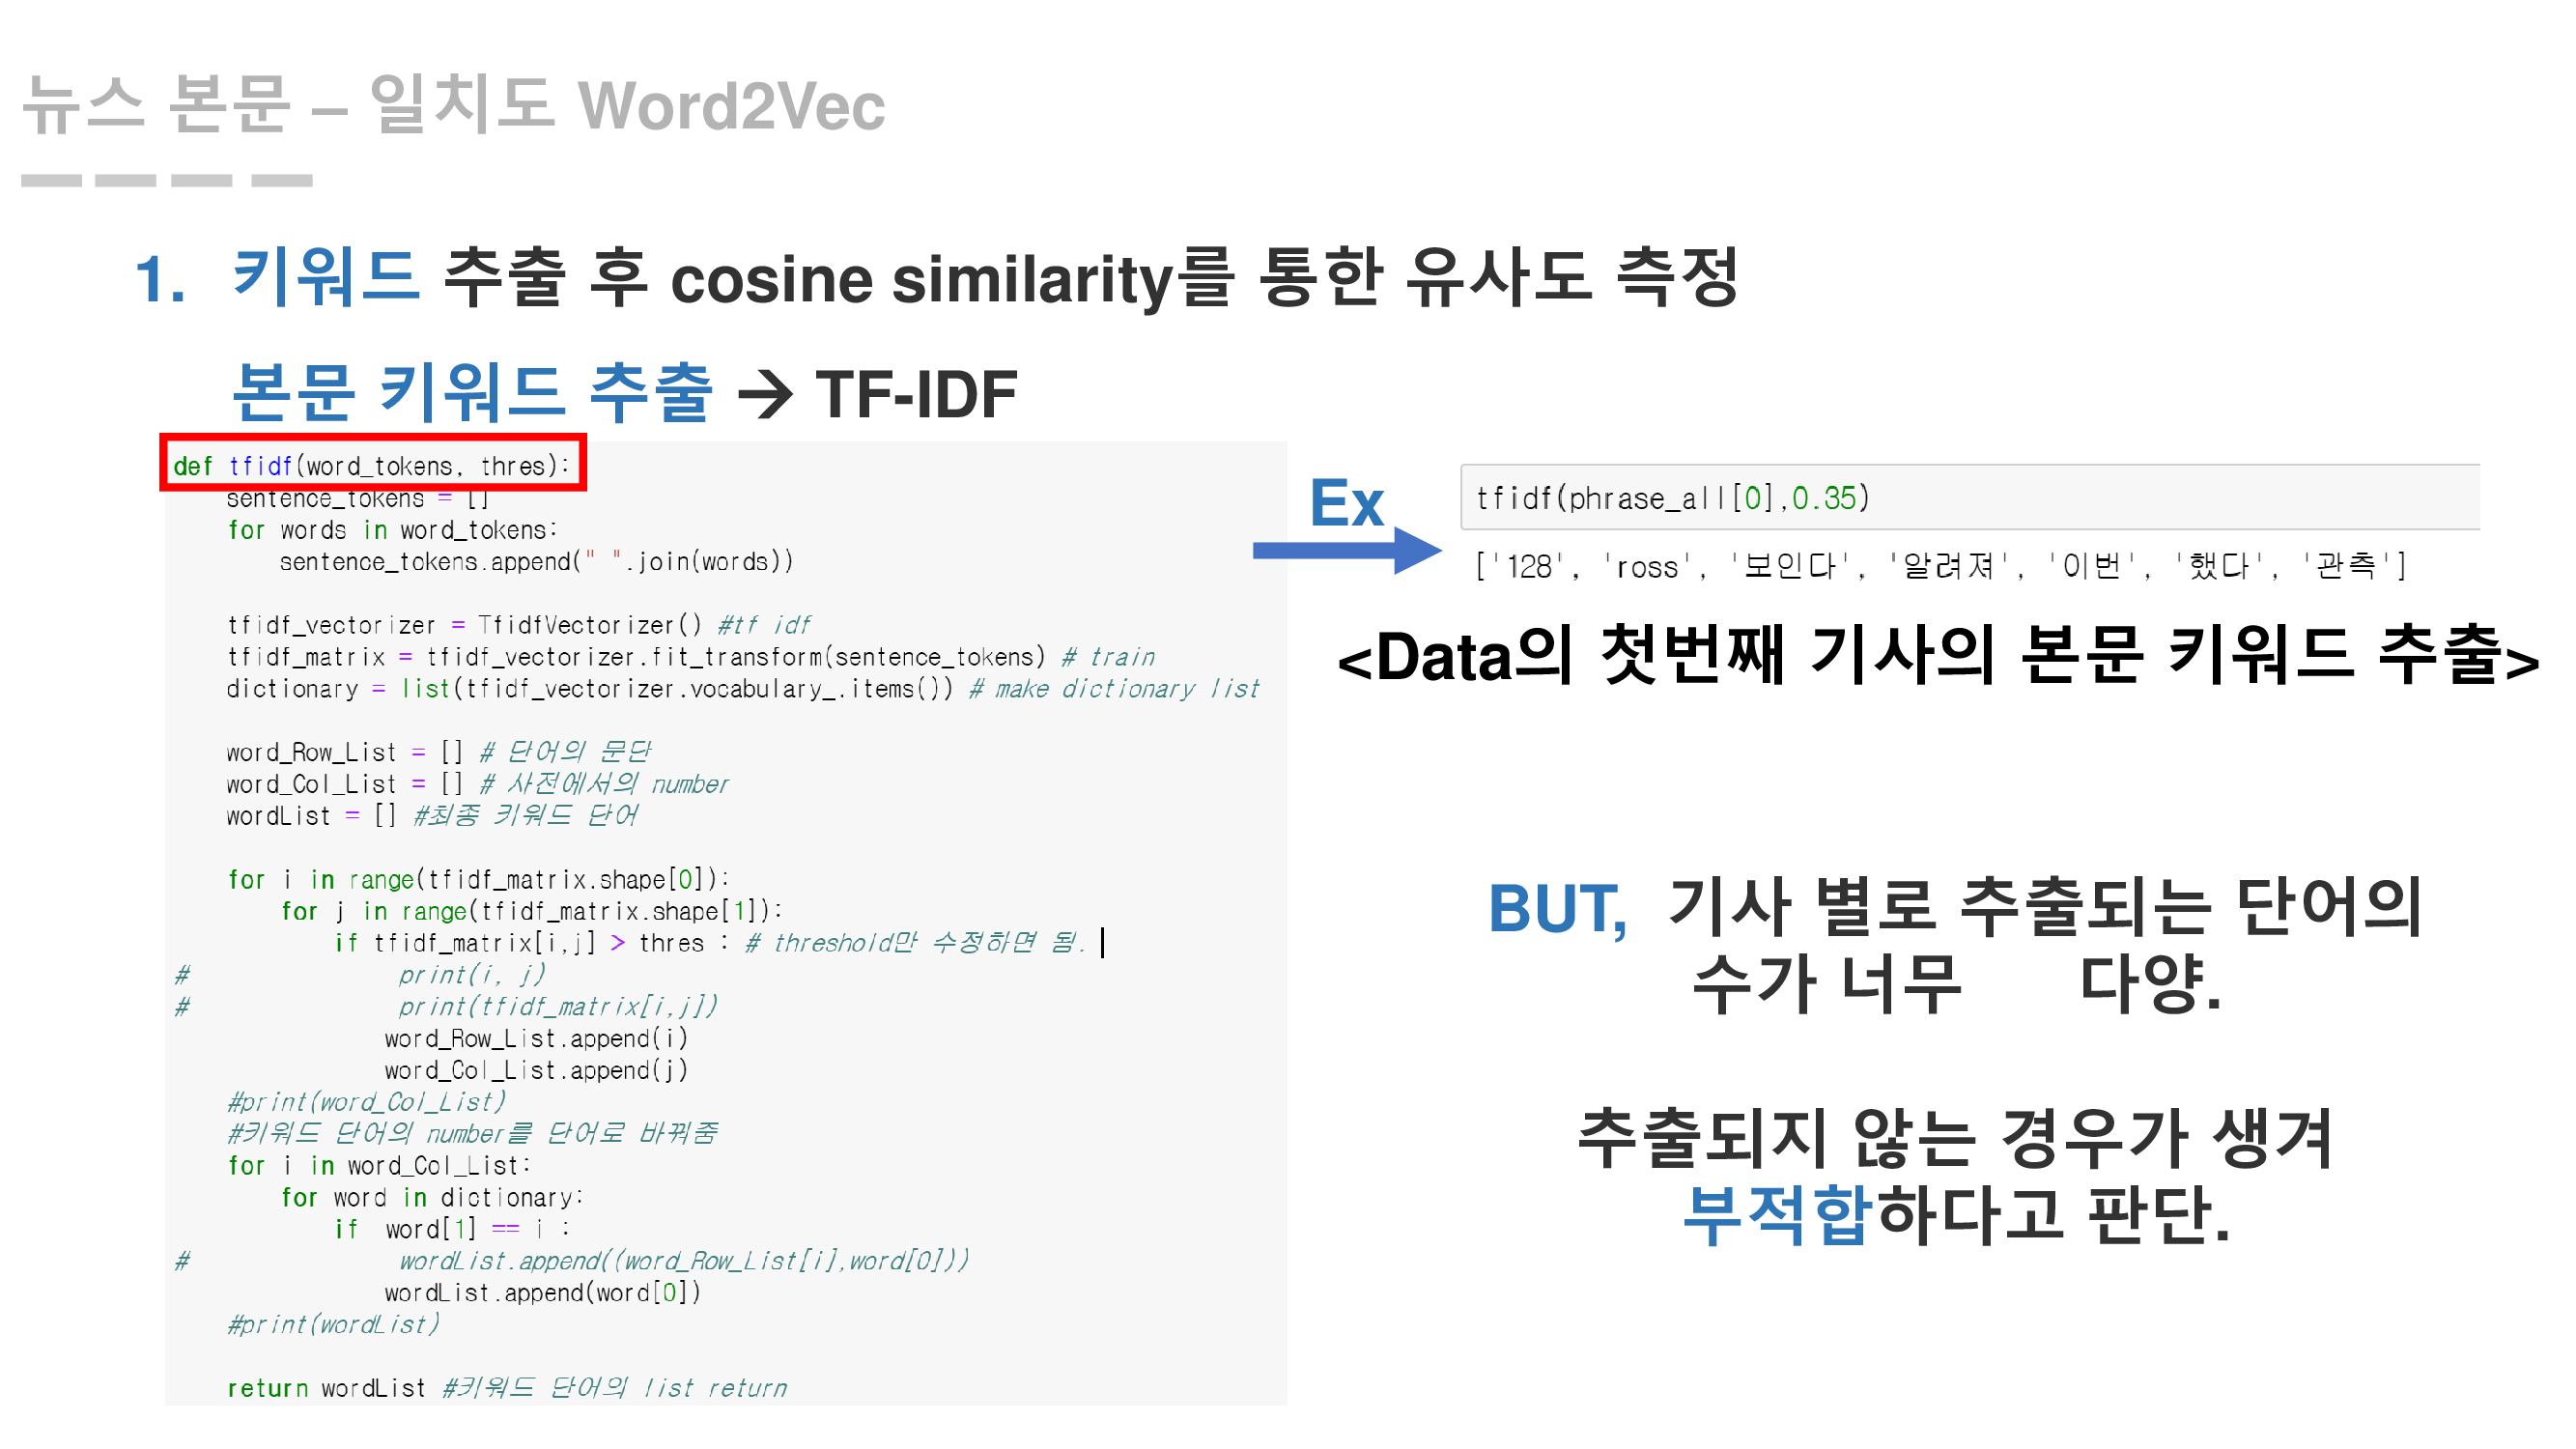 뉴스 본문 – 일치도 Word2Vec
1. 키워드 추출 후 cosine similarity를 통한 유사도 측정
본문 키워드 추출 → TF-IDF
def tfidf(word_tokens, thres):
    sentence_tokens = []
    for words in word_tokens:
        sentence_tokens.append(" ".join(words))
    tfidf_vectorizer = TfidfVectorizer() #tf idf
    tfidf_matrix = tfidf_vectorizer.fit_transform(sentence_tokens) # train
    dictionary = list(tfidf_vectorizer.vocabulary_.items()) # make dictionary list
    word_Row_List = [] # 단어의 문단
    word_Col_List = [] # 사전에서의 number
    wordList = [] #최종 키워드 단어
    for i in range(tfidf_matrix.shape[0]):
        for j in range(tfidf_matrix.shape[1]):
            if tfidf_matrix[i,j] > thres : # threshold만 수정하면 됨.
#                print(i, j)
#                print(tfidf_matrix[i,j])
                word_Row_List.append(i)
                word_Col_List.append(j)
    #print(word_Col_List)
    #키워드 단어의 number를 단어로 바꿔줌
    for i in word_Col_List:
        for word in dictionary:
            if  word[1] == i :
#                wordList.append((word_Row_List[i],word[0]))
                wordList.append(word[0])
    #print(wordList)
    return wordList #키워드 단어의 list return
Ex
tfidf(phrase_all[0],0.35)
['128', 'ross', '보인다', '알려져', '이번', '했다', '관측']
<Data의 첫번째 기사의 본문 키워드 추출>
BUT, 기사 별로 추출되는 단어의
수가 너무 다양.
추출되지 않는 경우가 생겨
부적합하다고 판단.